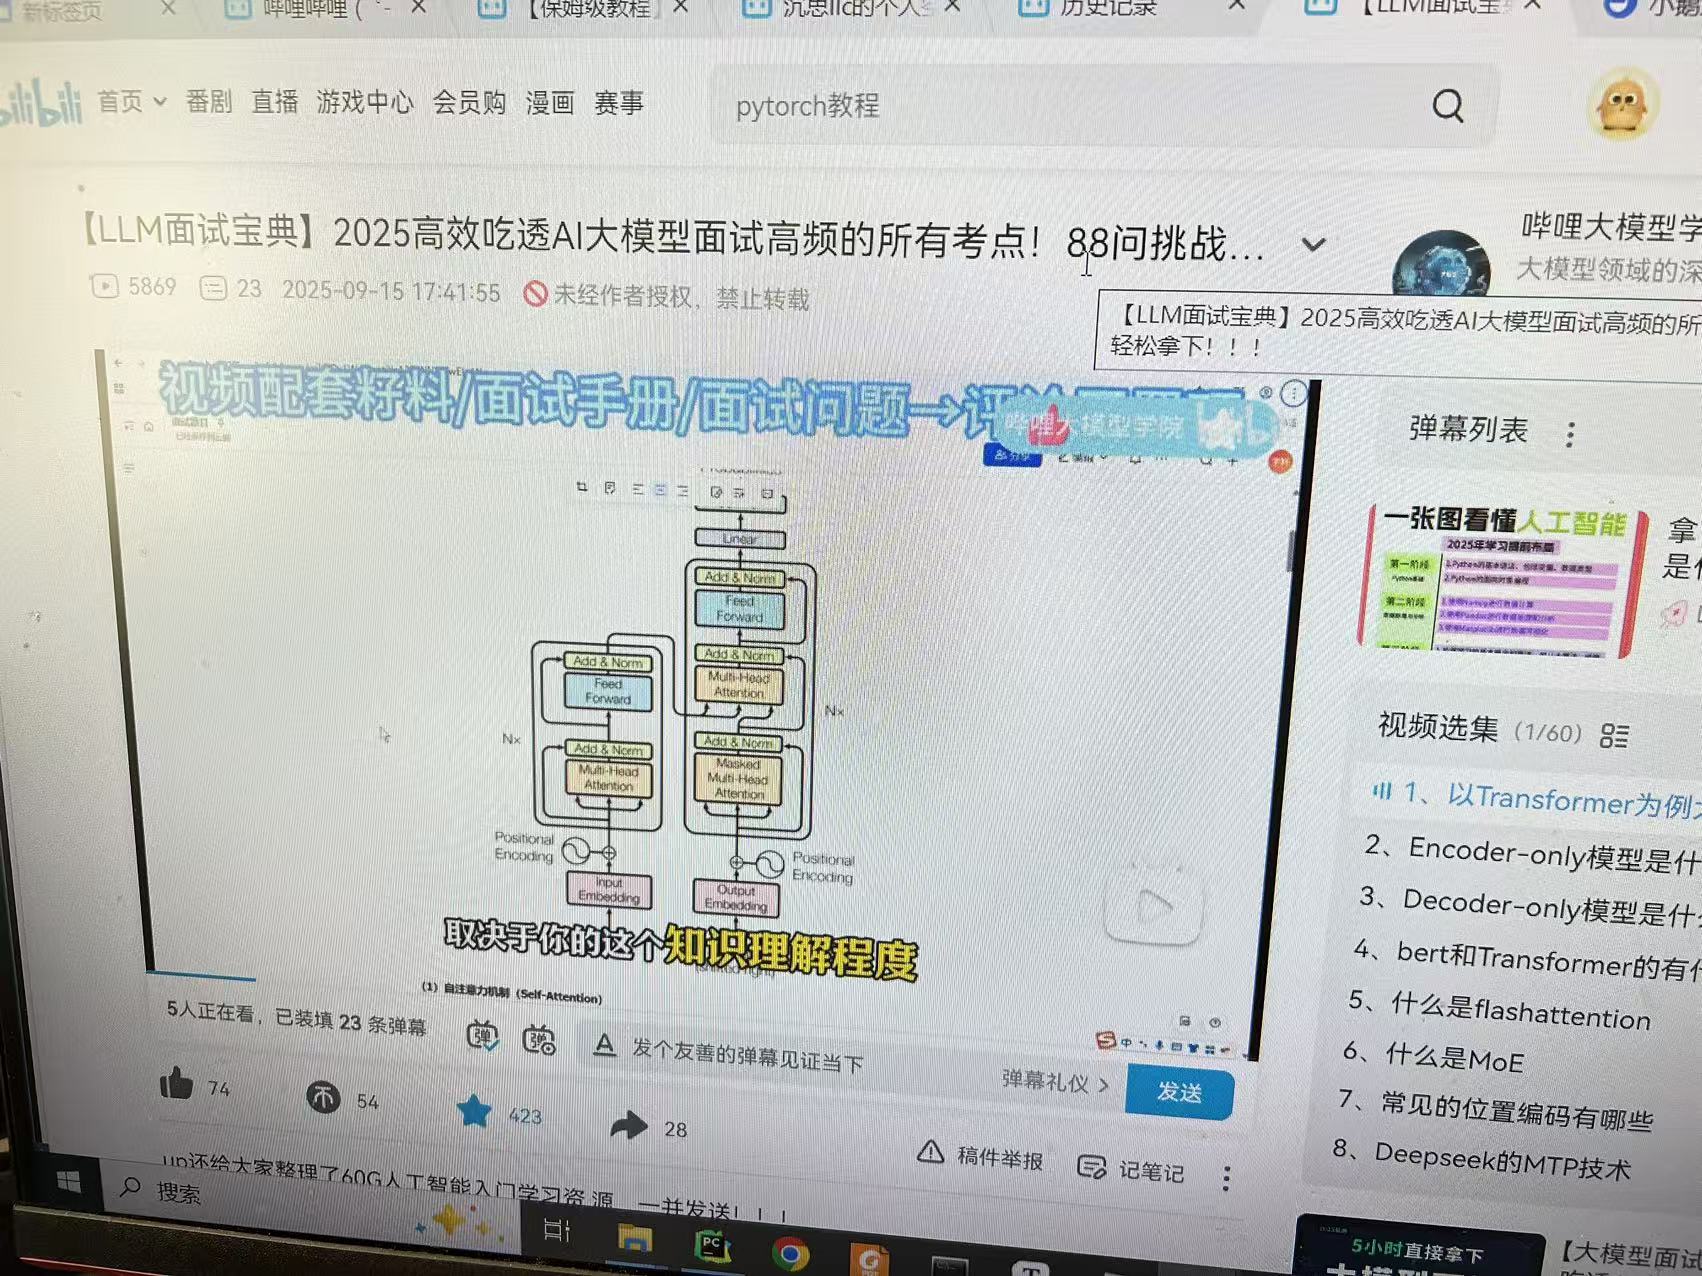 新标签页
哔哩哔哩 (
【保姆级教程】
沉思llc的个人
历史记录
【LLM面试宝
小鹅
bilibili
首页
番剧
直播
游戏中心
会员购
漫画
赛事
pytorch教程
【LLM面试宝典】2025高效吃透AI大模型面试高频的所有考点！88问挑战...
5869
23
2025-09-15 17:41:55
未经作者授权，禁止转载
哔哩大模型学
大模型领域的深
【LLM面试宝典】2025高效吃透AI大模型面试高频的所
轻松拿下！！！
视频配套籽料/面试手册/面试问题→评论
哔哩大模型学院
分享
Linear
Add & Norm
Feed
Forward
Add & Norm
Multi-Head
Attention
Nx
Add & Norm
Masked
Multi-Head
Attention
Positional
Encoding
Output
Embedding
Add & Norm
Feed
Forward
Nx
Add & Norm
Multi-Head
Attention
Positional
Encoding
Input
Embedding
取决于你的这个知识理解程度
(shifted right)
(1) 自注意力机制 (Self-Attention)
中
弹幕列表
一张图看懂人工智能
2025年学习提前布局
第一阶段
第二阶段
拿
视频选集
(1/60)
1、以Transformer为例
2、Encoder-only模型是什
3、Decoder-only模型是什
4、bert和Transformer的有什
5、什么是flashattention
6、什么是MoE
7、常见的位置编码有哪些
8、Deepseek的MTP技术
5人正在看，已装填 23 条弹幕
弹
弹
A
发个友善的弹幕见证当下
弹幕礼仪 >
发送
74
54
423
28
稿件举报
记笔记
up还给大家整理了60G人工智能入门学习资 源，一并发送！！！
5小时直接拿下
【大模型面试
搜索
PC